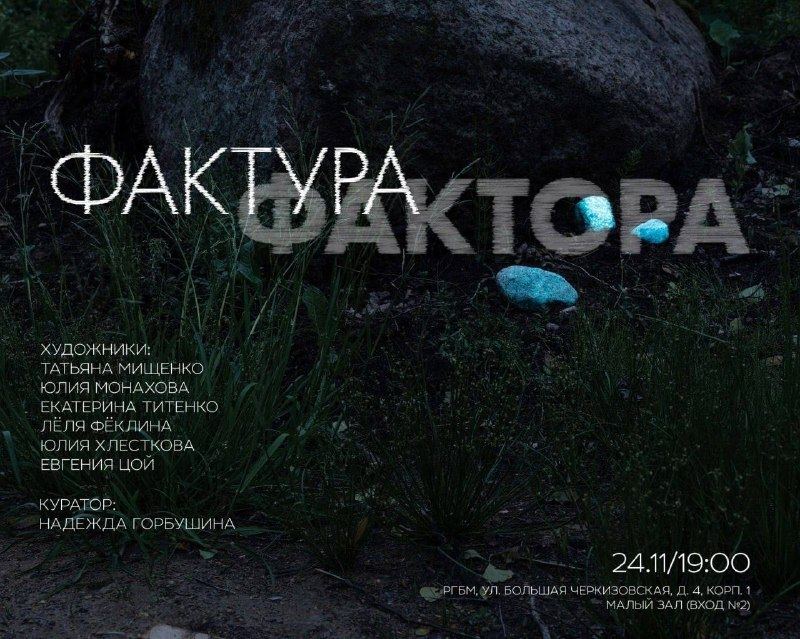 ФАКТУРА
ФАКТОРА
ХУДОЖНИКИ:
ТАТЬЯНА МИЩЕНКО
ЮЛИЯ МОНАХОВА
ЕКАТЕРИНА ТИТЕНКО
ЛЁЛЯ ФЁКЛИНА
ЮЛИЯ ХЛЕСТКОВА
ЕВГЕНИЯ ЦОЙ
КУРАТОР:
НАДЕЖДА ГОРБУШИНА
24.11/19:00
РГБМ, УЛ. БОЛЬШАЯ ЧЕРКИЗОВСКАЯ, Д. 4, КОРП. 1
МАЛЫЙ ЗАЛ (ВХОД №2)